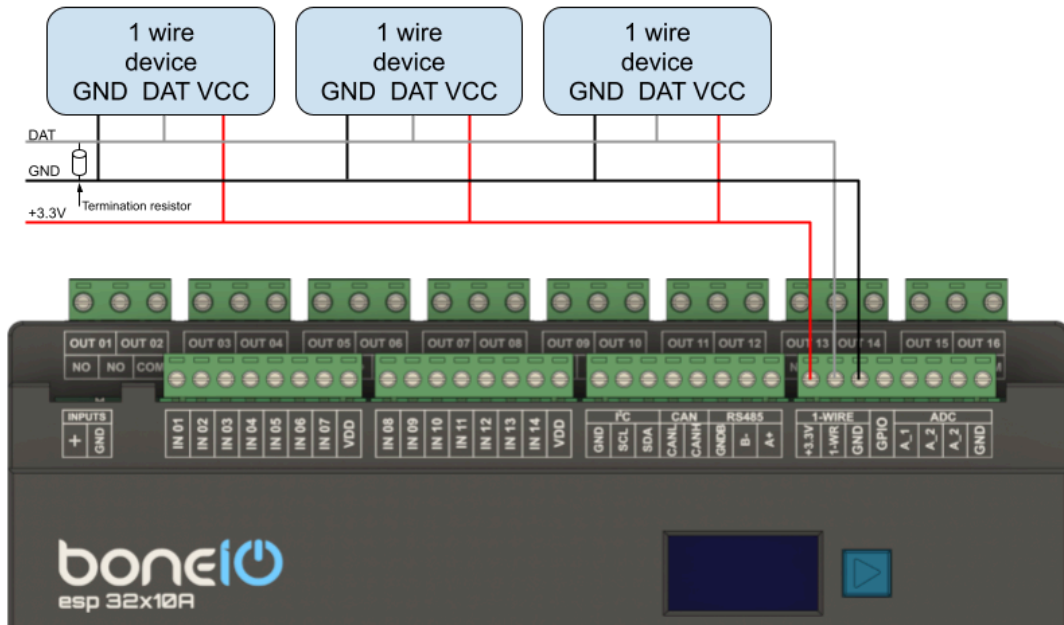 1 wire device GND DAT VCC
1 wire device GND DAT VCC
1 wire device GND DAT VCC
DAT
GND
Termination resistor
+3.3V
OUT 01 OUT 02 OUT 03 OUT 04 OUT 05 OUT 06 OUT 07 OUT 08 OUT 09 OUT 10 OUT 11 OUT 12 OUT 13 OUT 14 OUT 15 OUT 16
NO NO COM
INPUTS
+ GND
IN 01 IN 02 IN 03 IN 04 IN 05 IN 06 IN 07 VDD
IN 08 IN 09 IN 10 IN 11 IN 12 IN 13 IN 14 VDD
I²C CAN RS485
GND SCL SDA CANL CANH GNDB B- A+
1-WIRE ADC
+3.3V 1-WR GND GPIO A_1 A_2 A_2 GND
boneIO
esp 32x10A